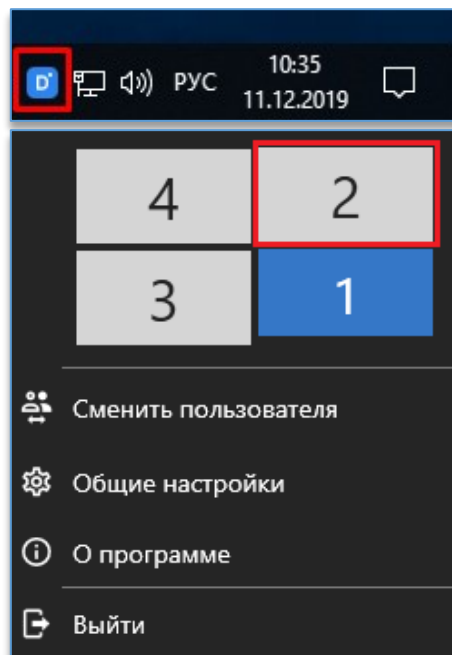 D
РУС
10:35
11.12.2019
4
2
3
1
Сменить пользователя
Общие настройки
О программе
Выйти